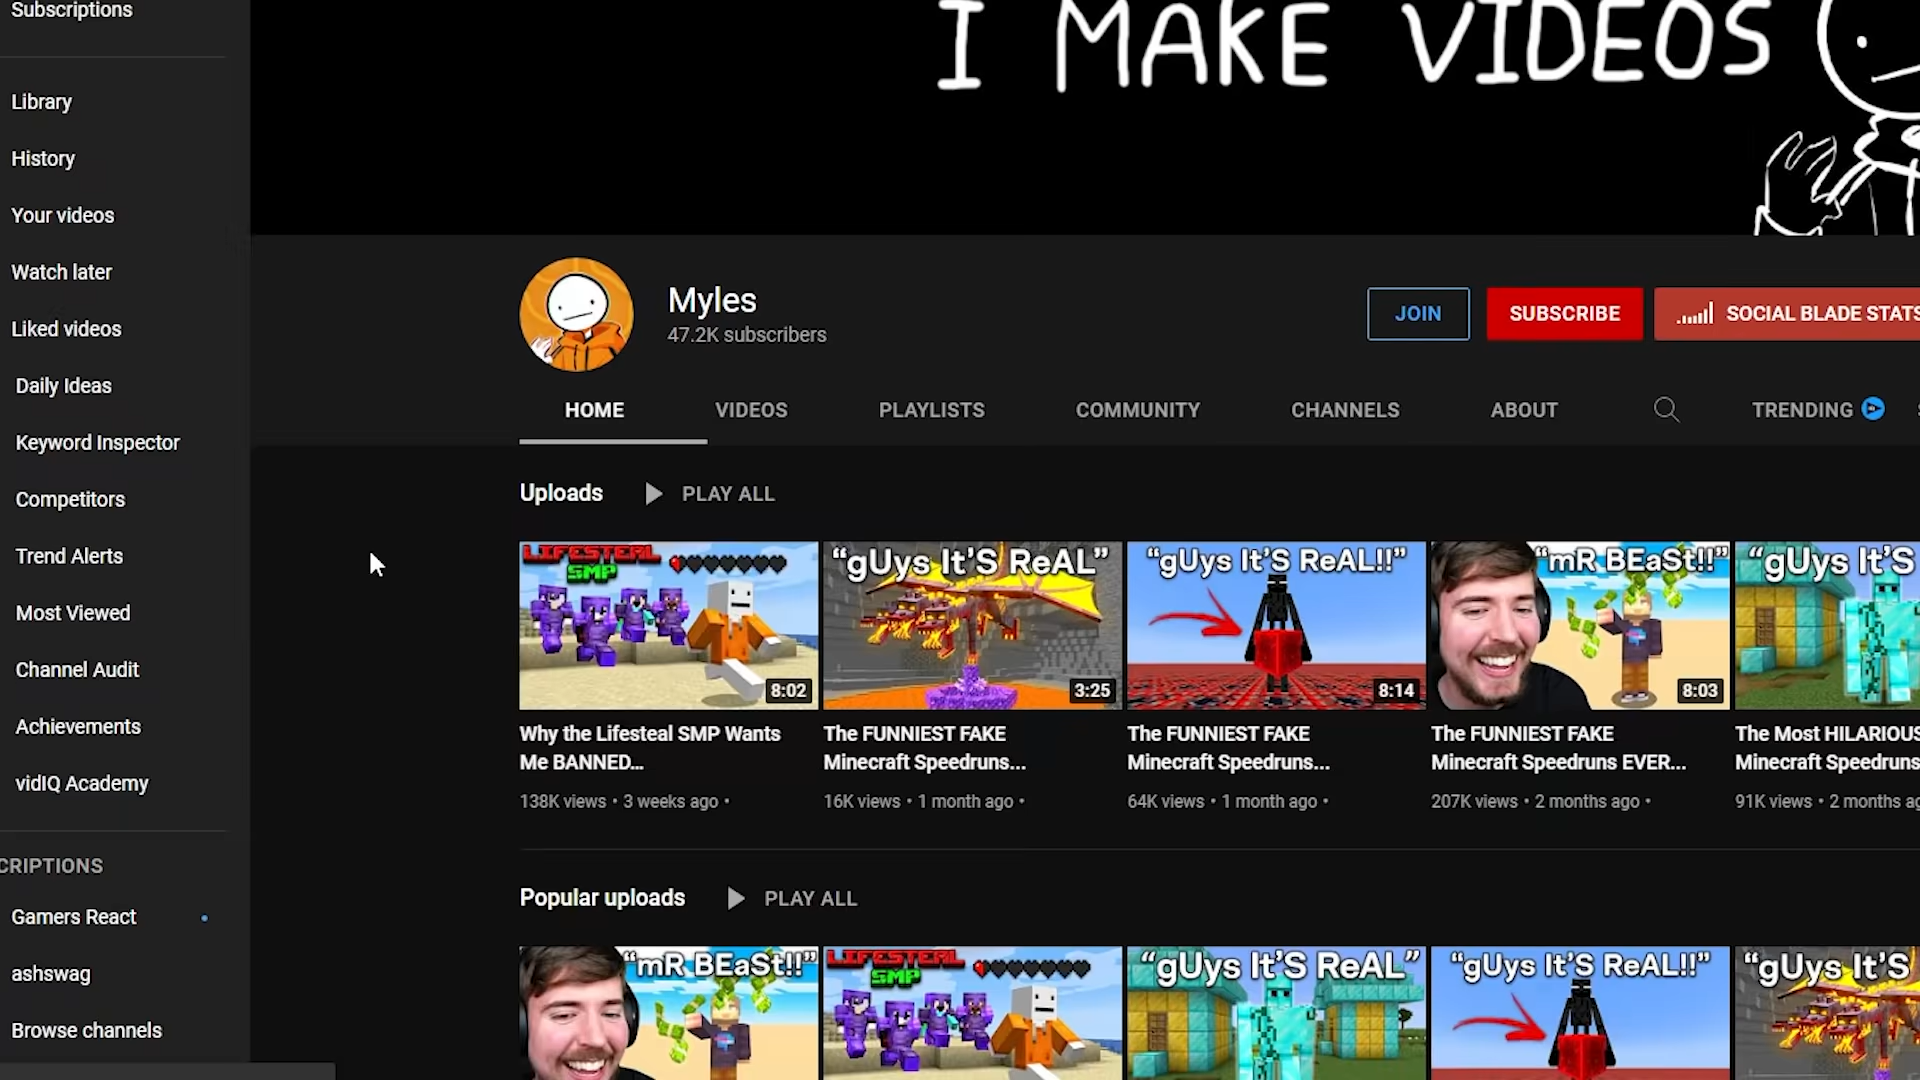 Subscriptions
Library
History
Your videos
Watch later
Liked videos
Daily Ideas
Keyword Inspector
Competitors
Trend Alerts
Most Viewed
Channel Audit
Achievements
vidIQ Academy
CRIPTIONS
Gamers React
ashswag
Browse channels
I MAKE VIDEOS
Myles
47.2K subscribers
JOIN
SUBSCRIBE
SOCIAL BLADE STATS
HOME
VIDEOS
PLAYLISTS
COMMUNITY
CHANNELS
ABOUT
TRENDING
Uploads
PLAY ALL
LIFESTEAL
SMP
8:02
"gUys It'S ReAL"
3:25
"gUys It'S ReAL!!"
8:14
"mR BEaSt!!"
8:03
"gUys It'S
Why the Lifesteal SMP Wants
Me BANNED...
138K views • 3 weeks ago •
The FUNNIEST FAKE
Minecraft Speedruns...
16K views • 1 month ago •
The FUNNIEST FAKE
Minecraft Speedruns...
64K views • 1 month ago •
The FUNNIEST FAKE
Minecraft Speedruns EVER...
207K views • 2 months ago •
The Most HILARIOUS
Minecraft Speedruns
91K views • 2 months ag
Popular uploads
PLAY ALL
"mR BEaSt!!"
LIFESTEAL
SMP
"gUys It'S ReAL"
"gUys It'S ReAL!!"
"gUys It'S